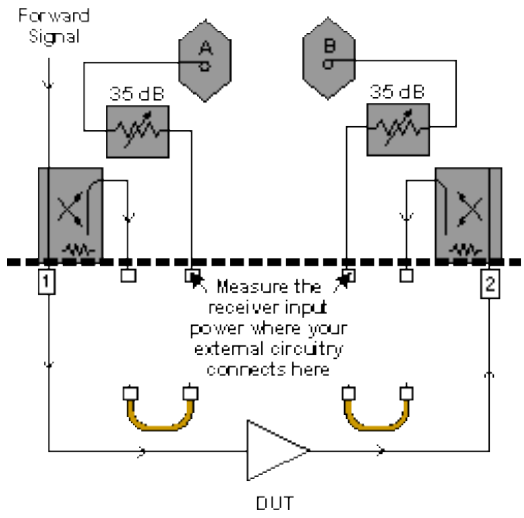 Forward
Signal
A
B
35 dB
35 dB
1
2
Measure the
receiver input
power where your
external circuitry
connects here
DUT